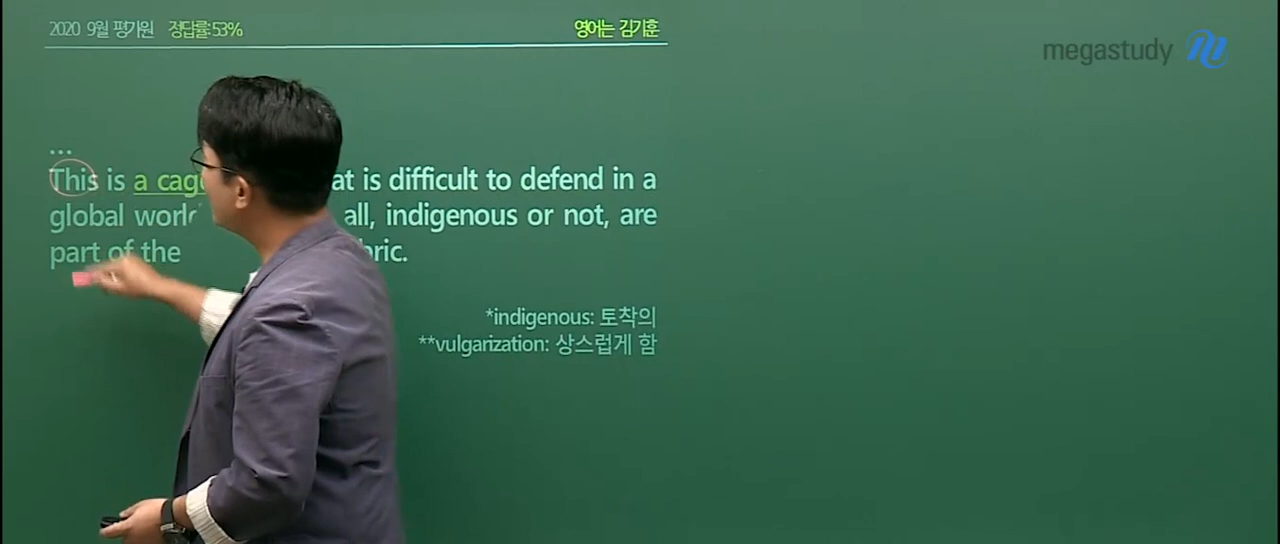 2020 9월 평가원 정답률:53%
영어는 김기훈
megastudy
...
This is a cag at is difficult to defend in a
global worl all, indigenous or not, are
part of the bric.
*indigenous: 토착의
**vulgarization: 상스럽게 함